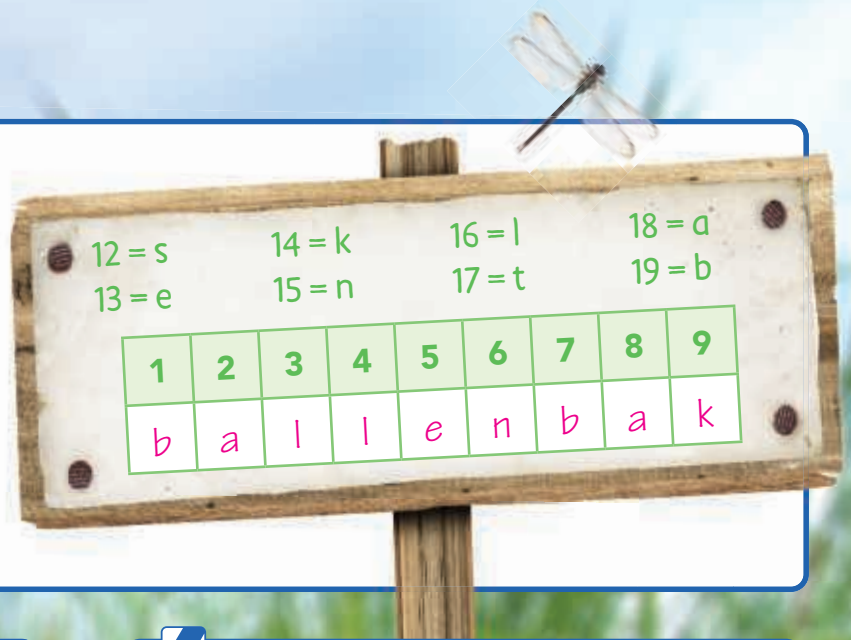 12 = s 14 = k 16 = l 18 = a
13 = e 15 = n 17 = t 19 = b
1 2 3 4 5 6 7 8 9
b a l l e n b a k